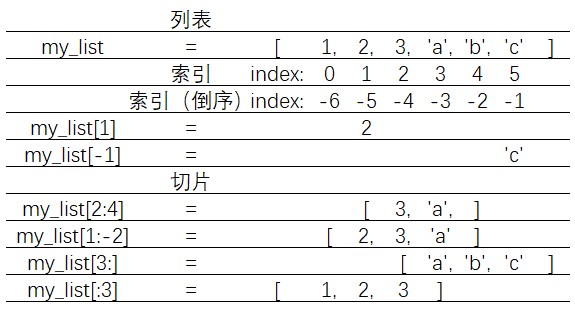 列表
my_list = [ 1, 2, 3, 'a', 'b', 'c' ]
索引 index: 0 1 2 3 4 5
索引（倒序）index: -6 -5 -4 -3 -2 -1
my_list[1] = 2
my_list[-1] = 'c'
切片
my_list[2:4] = [ 3, 'a', ]
my_list[1:-2] = [ 2, 3, 'a' ]
my_list[3:] = [ 'a', 'b', 'c' ]
my_list[:3] = [ 1, 2, 3 ]